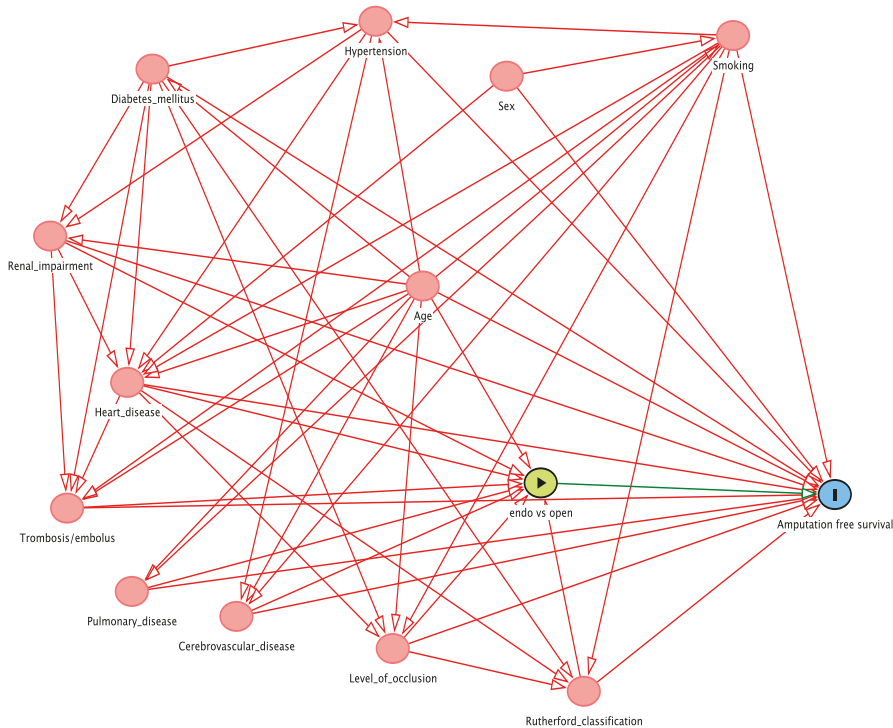 Hypertension
Smoking
Diabetes_mellitus
Sex
Renal_impairment
Age
Heart_disease
endo vs open
Amputation free survival
Trombosis/embolus
Pulmonary_disease
Cerebrovascular_disease
Level_of_occlusion
Rutherford_classification